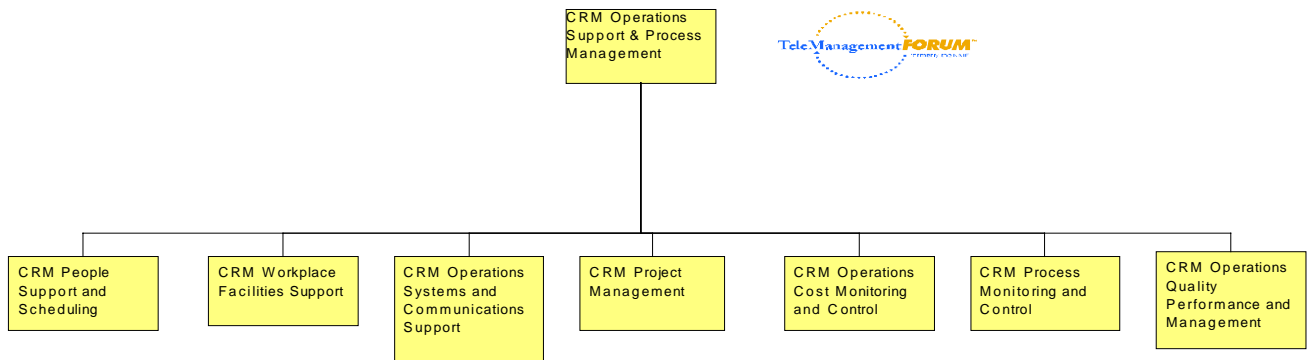 CRM Operations
Support & Process
Management
TeleManagement FORUM™
CRM People
Support and
Scheduling
CRM Workplace
Facilities Support
CRM Operations
Systems and
Communications
Support
CRM Project
Management
CRM Operations
Cost Monitoring
and Control
CRM Process
Monitoring and
Control
CRM Operations
Quality
Performance and
Management